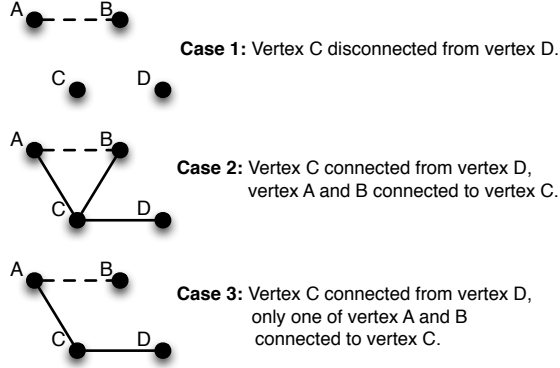 A B
Case 1: Vertex C disconnected from vertex D.
C D
A B
Case 2: Vertex C connected from vertex D,
vertex A and B connected to vertex C.
C D
A B
Case 3: Vertex C connected from vertex D,
only one of vertex A and B
C D
connected to vertex C.